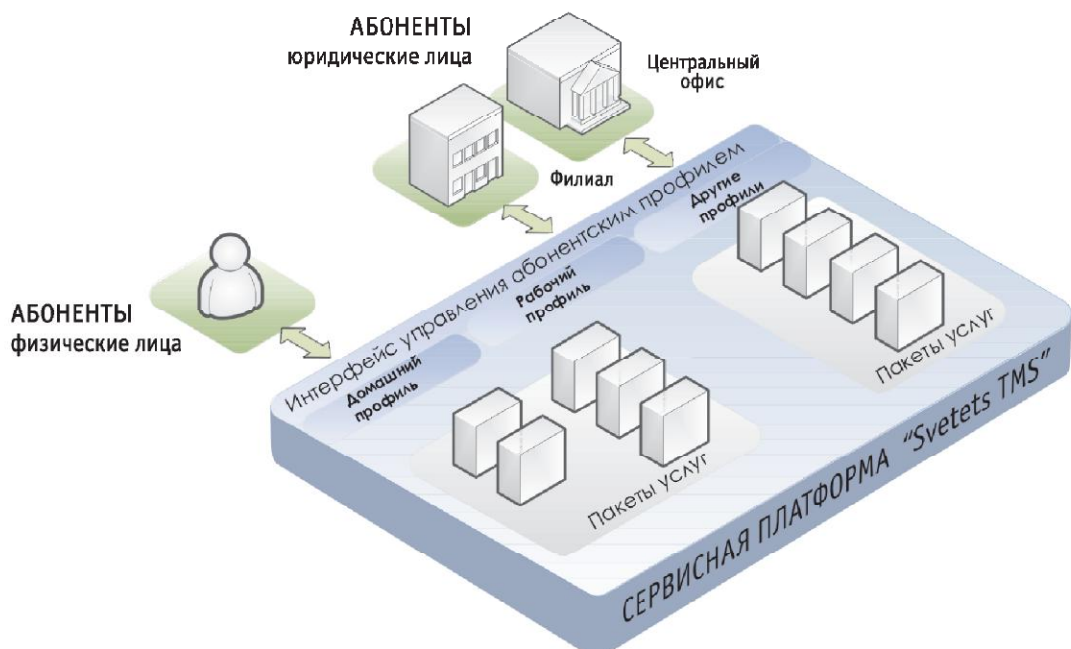 АБОНЕНТЫ
юридические лица
Центральный
офис
Филиал
АБОНЕНТЫ
физические лица
Интерфейс управления абонентским профилем
Домашний
профиль
Рабочий
профиль
Другие
профили
Пакеты услуг
Пакеты услуг
СЕРВИСНАЯ ПЛАТФОРМА “Svetets TMS”